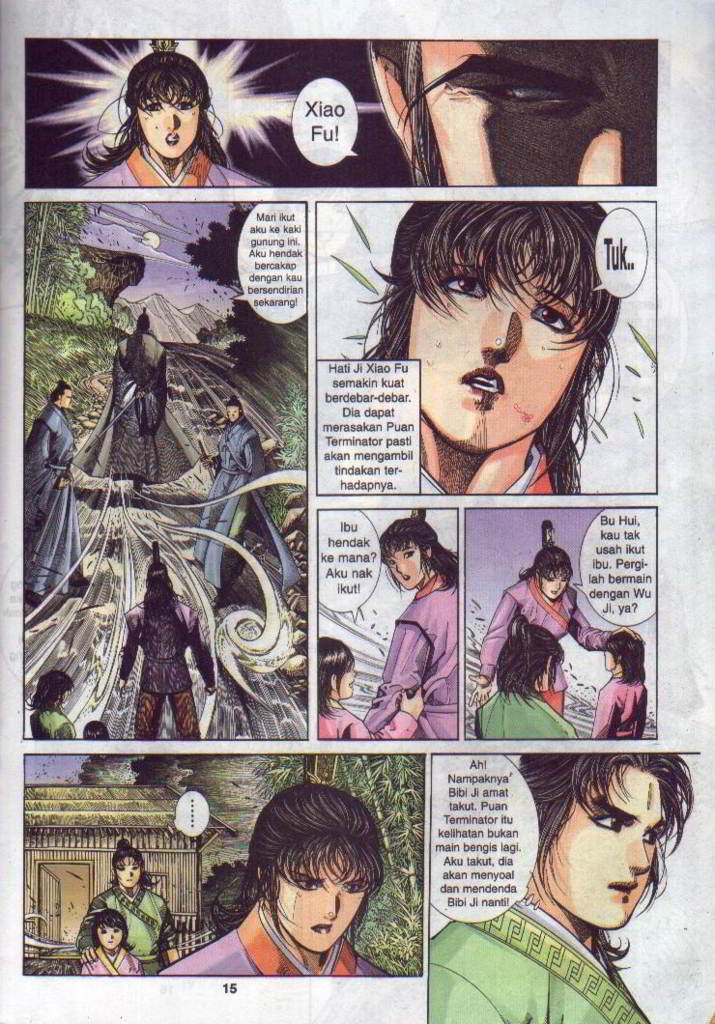 Xiao
Fu!
Mari ikut
aku ke kaki
gunung ini.
Aku hendak
bercakap
dengan kau
bersendirian
sekarang!
Tuk..
Hati Ji Xiao Fu
semakin kuat
berdebar-debar.
Dia dapat
merasakan Puan
Terminator pasti
akan mengambil
tindakan ter-
hadapnya.
Ibu
hendak
ke mana?
Aku nak
ikut!
Bu Hui,
kau tak
usah ikut
ibu. Pergi-
lah bermain
dengan Wu
Ji, ya?
......
Ah!
Nampaknya
Bibi Ji amat
takut. Puan
Terminator itu
kelihatan bukan
main bengis lagi.
Aku takut, dia
akan menyoal
dan mendenda
Bibi Ji nanti!
15